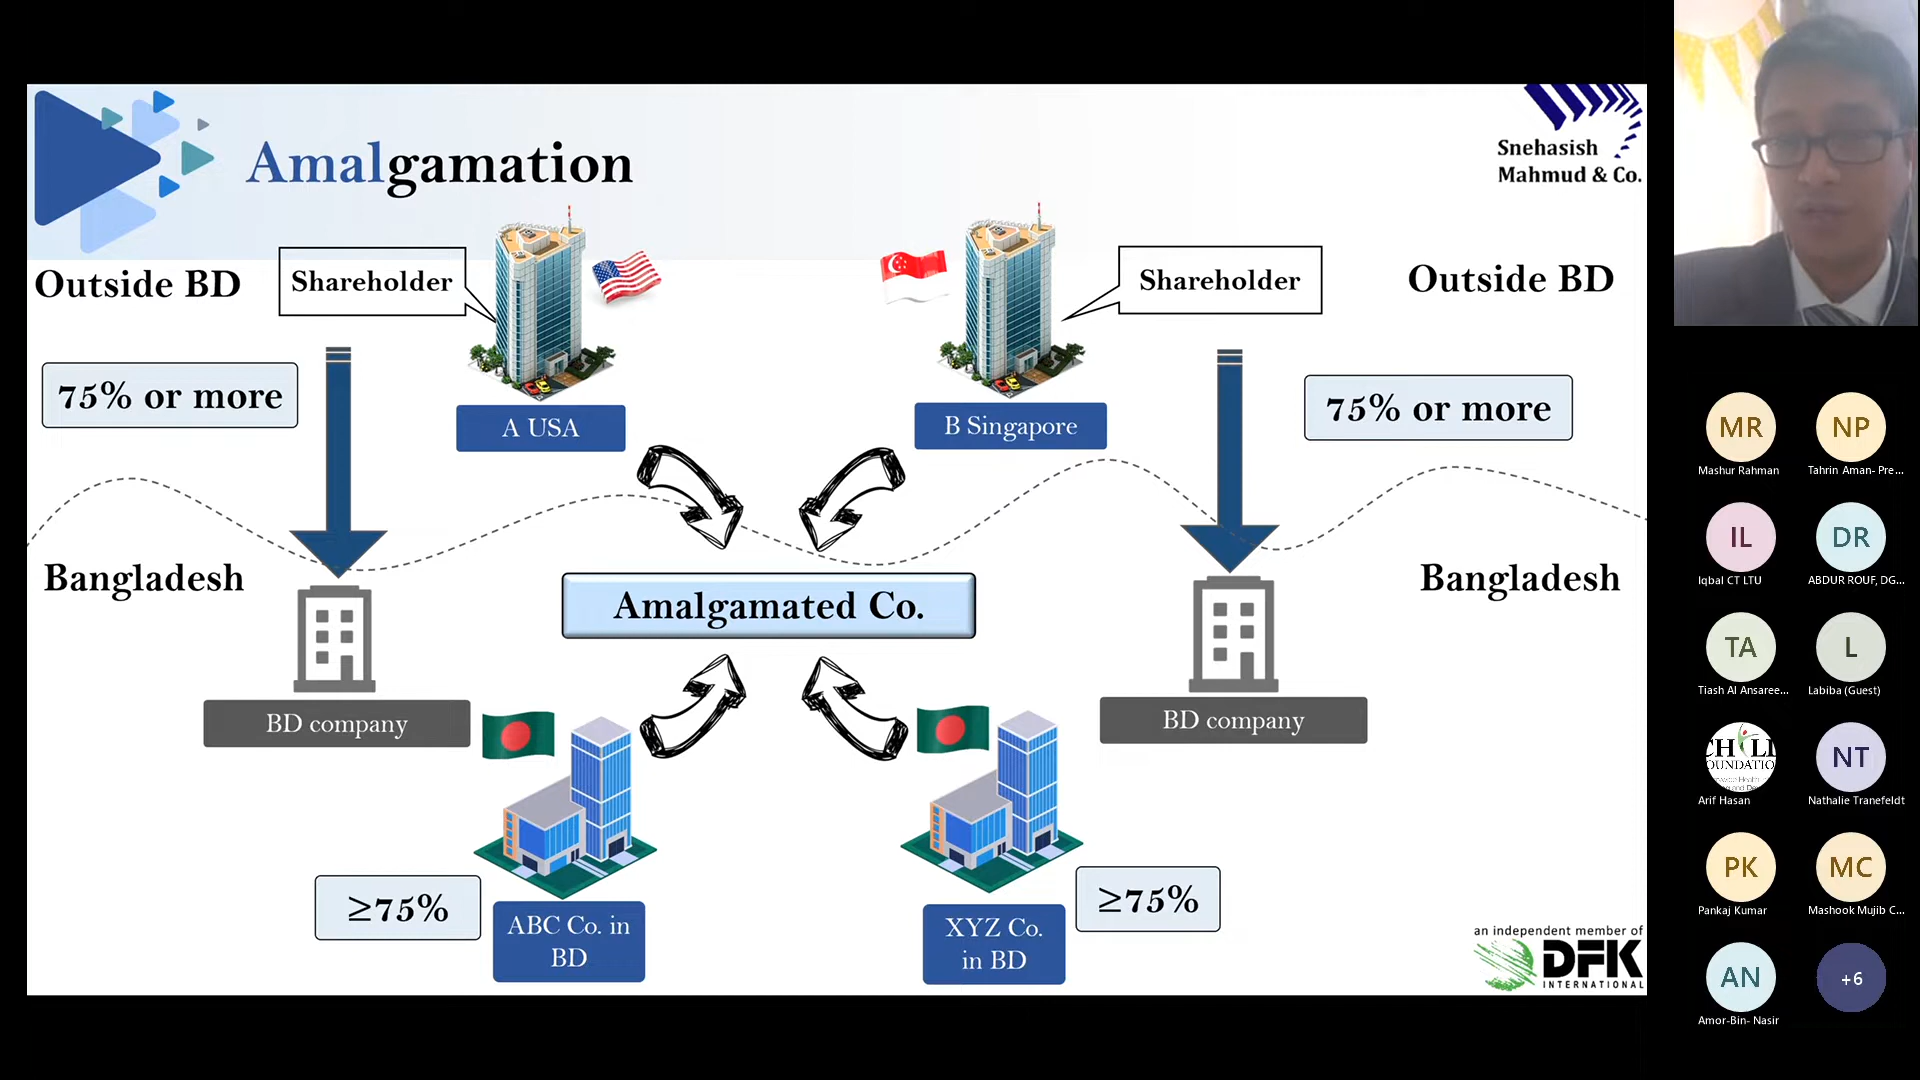 Amalgamation
Snehasish
Mahmud & Co.
Outside BD
Shareholder
Shareholder
Outside BD
75% or more
A USA
B Singapore
75% or more
Bangladesh
Amalgamated Co.
Bangladesh
BD company
BD company
≥75%
ABC Co. in
BD
XYZ Co.
in BD
≥75%
an independent member of
DFK
INTERNATIONAL
MR
Mashur Rahman
NP
Tahrin Aman- Pre...
IL
Iqbal CT LTU
DR
ABDUR ROUF, DG...
TA
Tiash Al Ansaree...
L
Labiba (Guest)
Arif Hasan
NT
Nathalie Tranefeldt
PK
Pankaj Kumar
MC
Mashook Mujib C...
AN
Amor-Bin- Nasir
+6